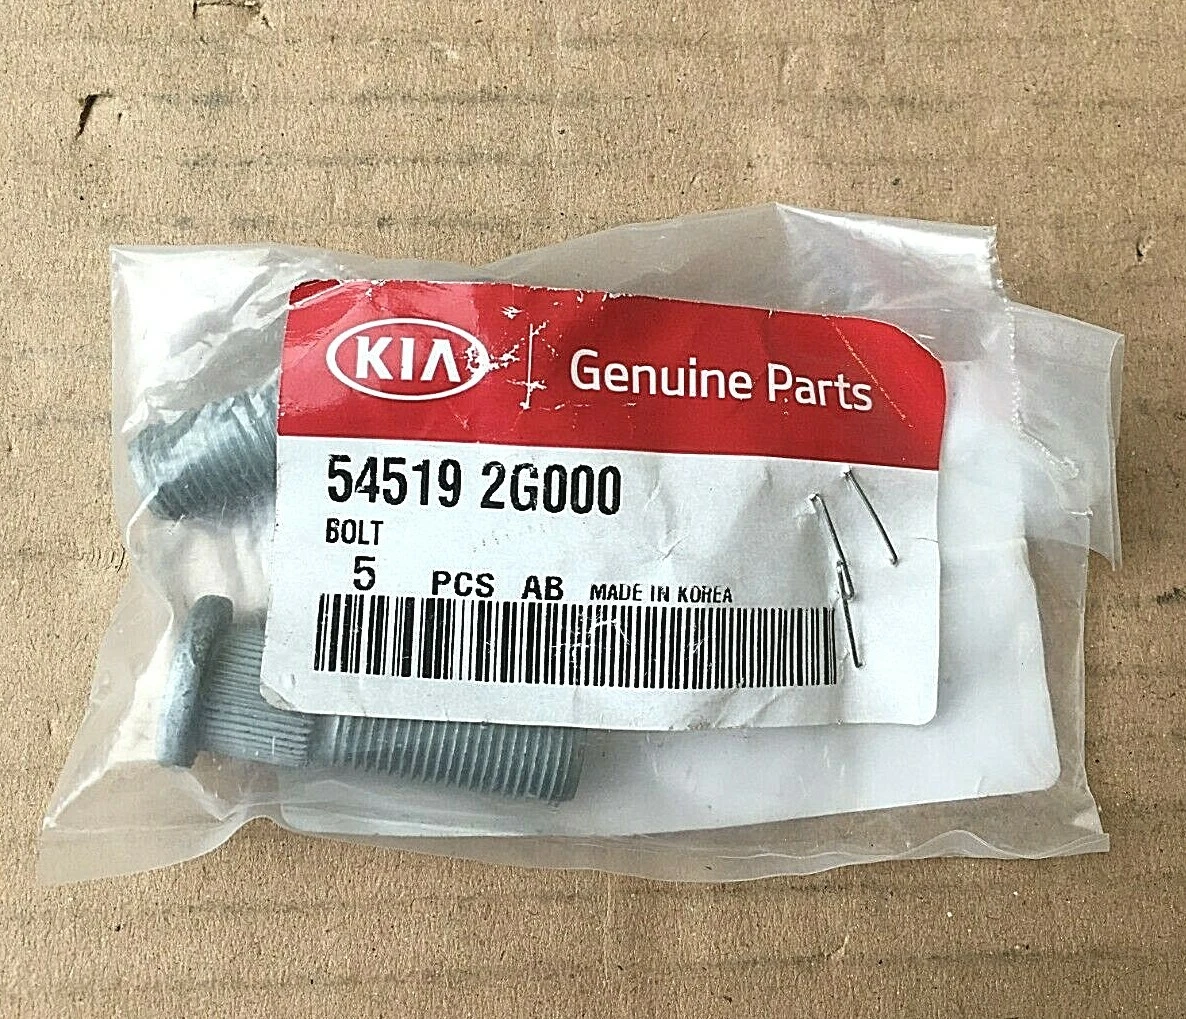 KIA Genuine Parts
54519 2G000
BOLT
5 PCS AB MADE IN KOREA